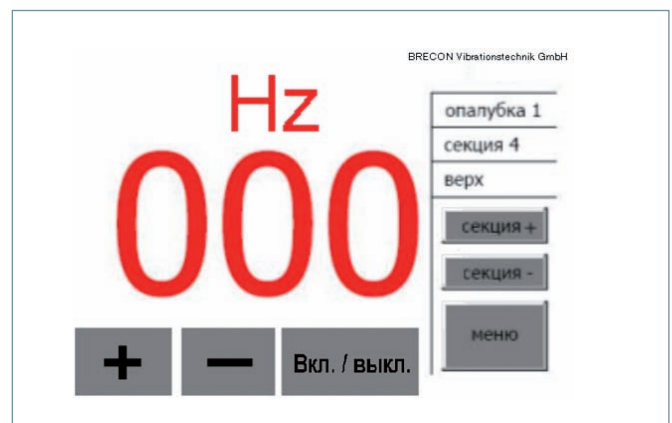 BRECON Vibrationstechnik GmbH
Hz
000
опалубка 1
секция 4
верх
секция +
секция -
меню
+
−
Вкл. / выкл.